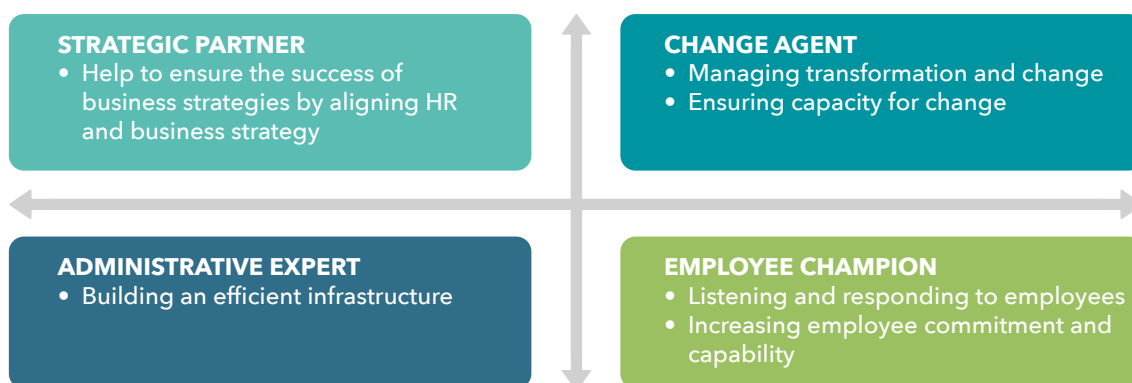 STRATEGIC PARTNER
• Help to ensure the success of
business strategies by aligning HR
and business strategy
CHANGE AGENT
• Managing transformation and change
• Ensuring capacity for change
ADMINISTRATIVE EXPERT
• Building an efficient infrastructure
EMPLOYEE CHAMPION
• Listening and responding to employees
• Increasing employee commitment and
capability